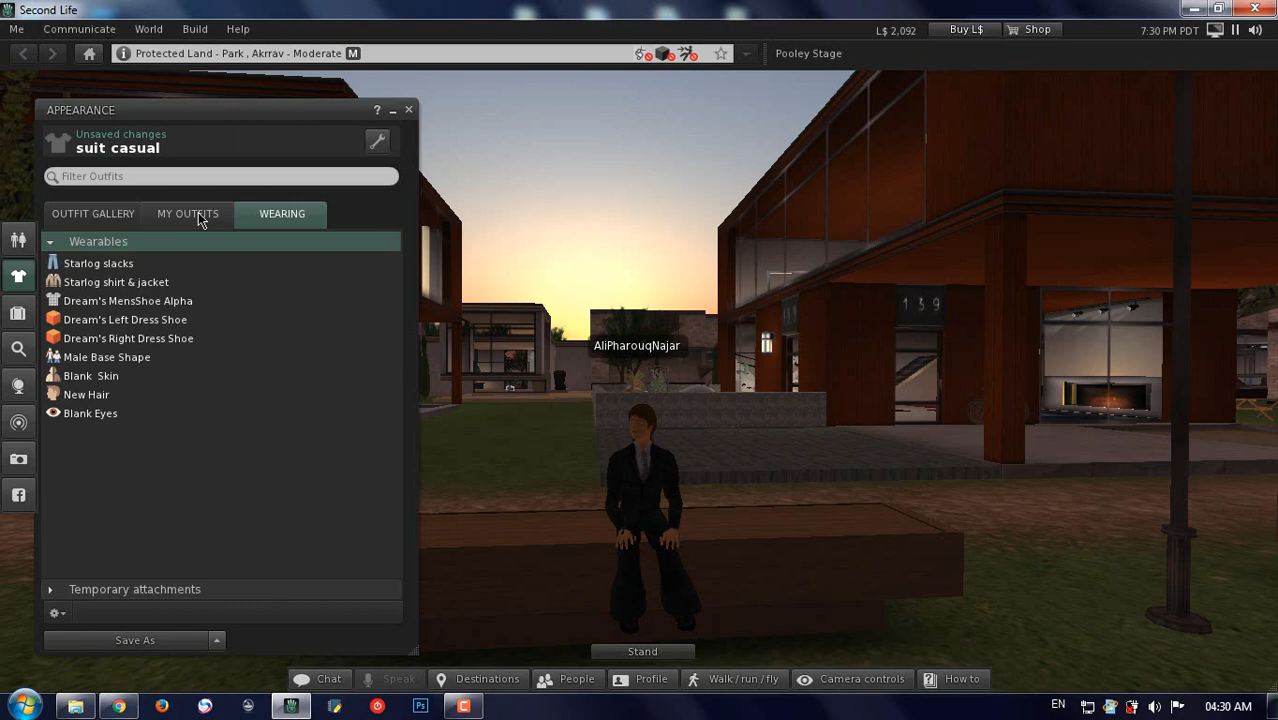 Second Life
Me Communicate World Build Help
L$ 2,092 Buy L$ Shop 7:30 PM PDT
Protected Land - Park , Akrrav - Moderate M
Pooley Stage
APPEARANCE ?
Unsaved changes
suit casual
Filter Outfits
OUTFIT GALLERY MY OUTFITS WEARING
Wearables
Starlog slacks
Starlog shirt & jacket
Dream's MensShoe Alpha
Dream's Left Dress Shoe
Dream's Right Dress Shoe
Male Base Shape
Blank Skin
New Hair
Blank Eyes
Temporary attachments
Save As
AliPharouqNajar
1 3 9
Stand
Chat Speak Destinations People Profile Walk / run / fly Camera controls How to
Ps EN 04:30 AM